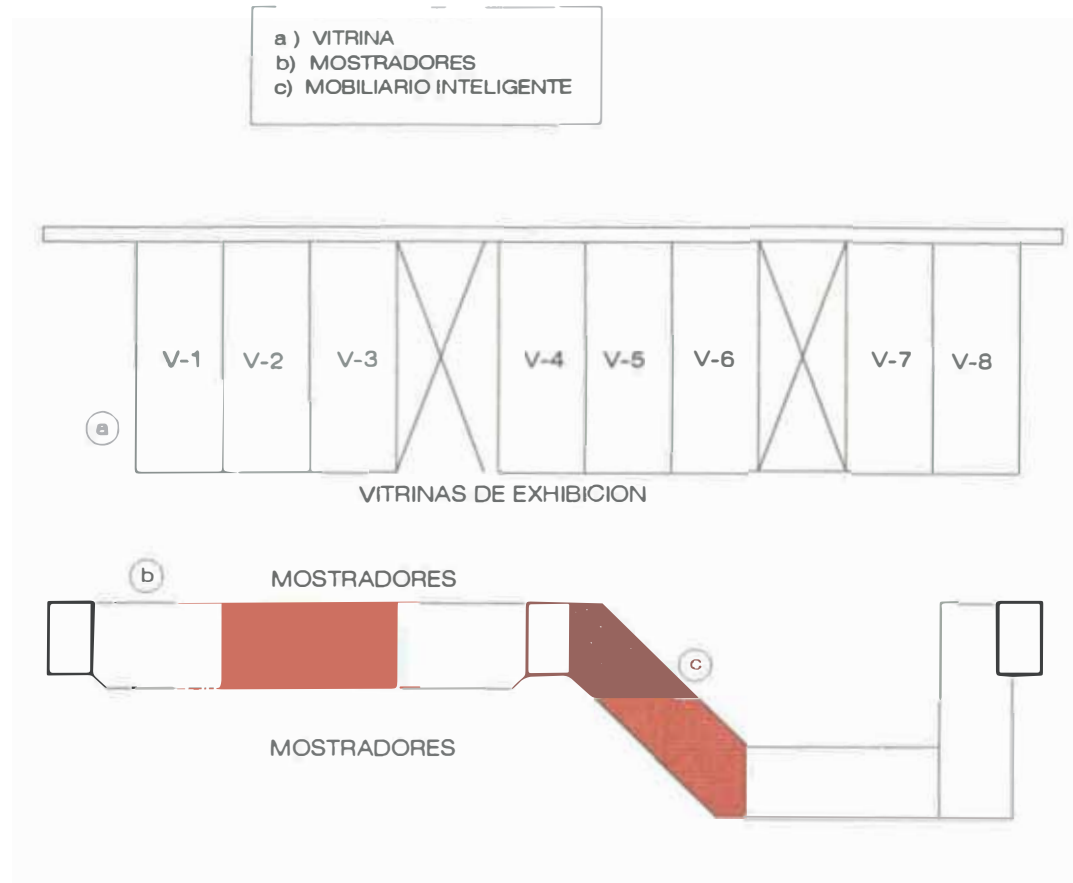 a ) VITRINA
b) MOSTRADORES
c) MOBILIARIO INTELIGENTE
V-1 V-2 V-3 V-4 V-5 V-6 V-7 V-8
a
VITRINAS DE EXHIBICION
b
MOSTRADORES
c
MOSTRADORES